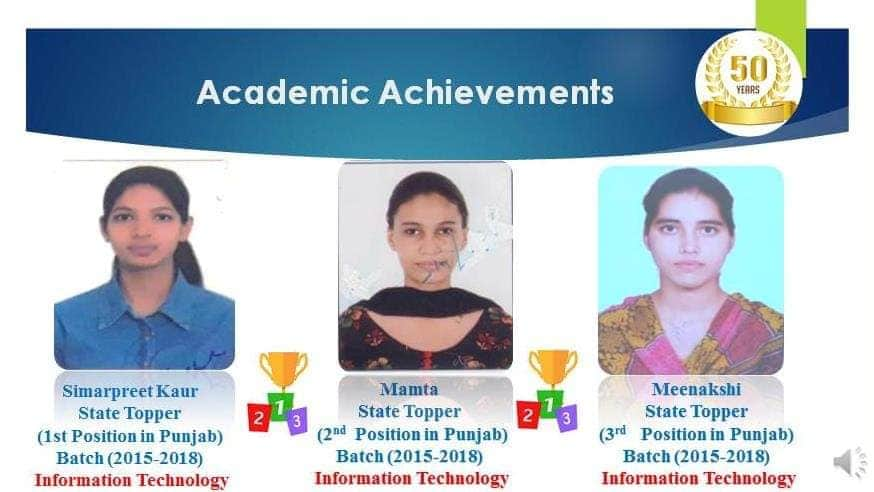 Academic Achievements
50
YEARS
Simarpreet Kaur
State Topper
(1st Position in Punjab)
Batch (2015-2018)
Information Technology
2 1 3
Mamta
State Topper
(2nd Position in Punjab)
Batch (2015-2018)
Information Technology
2 1 3
Meenakshi
State Topper
(3rd Position in Punjab)
Batch (2015-2018)
Information Technology